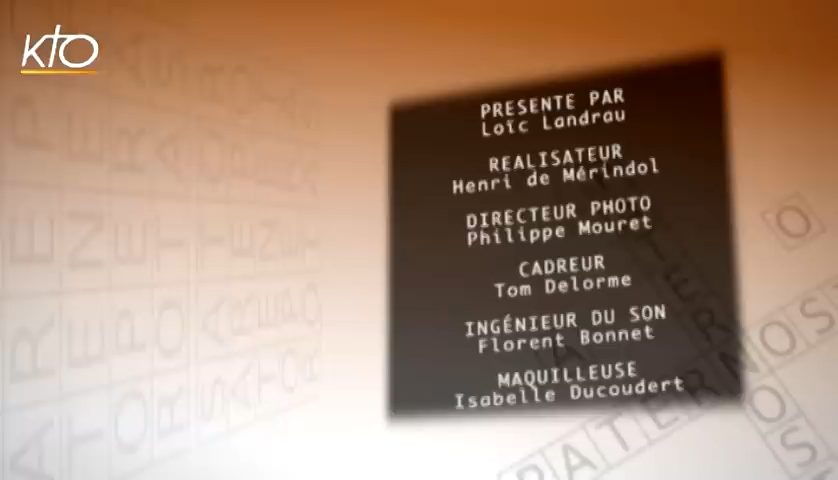 KTO
PRESENTE PAR
Loïc Landrau
REALISATEUR
Henri de Mérindol
DIRECTEUR PHOTO
Philippe Mouret
CADREUR
Tom Delorme
INGÉNIEUR DU SON
Florent Bonnet
MAQUILLEUSE
Isabelle Ducoudert
PATERNOS